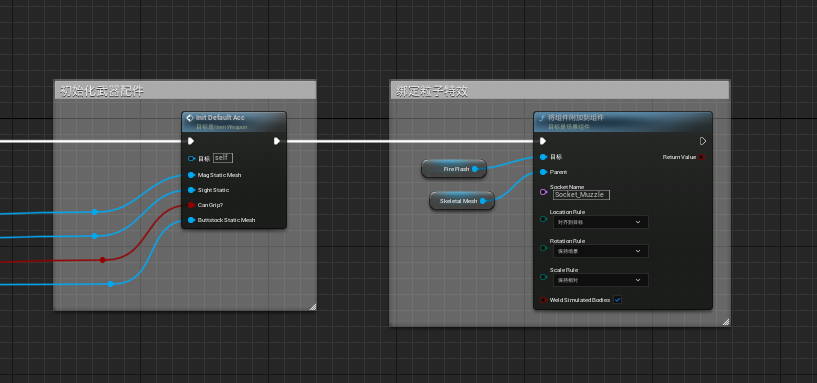 初始化武器配件
Init Default Acc
目标是Item Weapon
目标
self
Mag Static Mesh
Sight Static
Can Grip?
Buttstock Static Mesh
绑定粒子特效
Fire Flash
Skeletal Mesh
将组件附加到组件
目标是场景组件
目标
Return Value
Parent
Socket Name
Socket_Muzzle
Location Rule
对齐到目标
Rotation Rule
保持场景
Scale Rule
保持相对
Weld Simulated Bodies